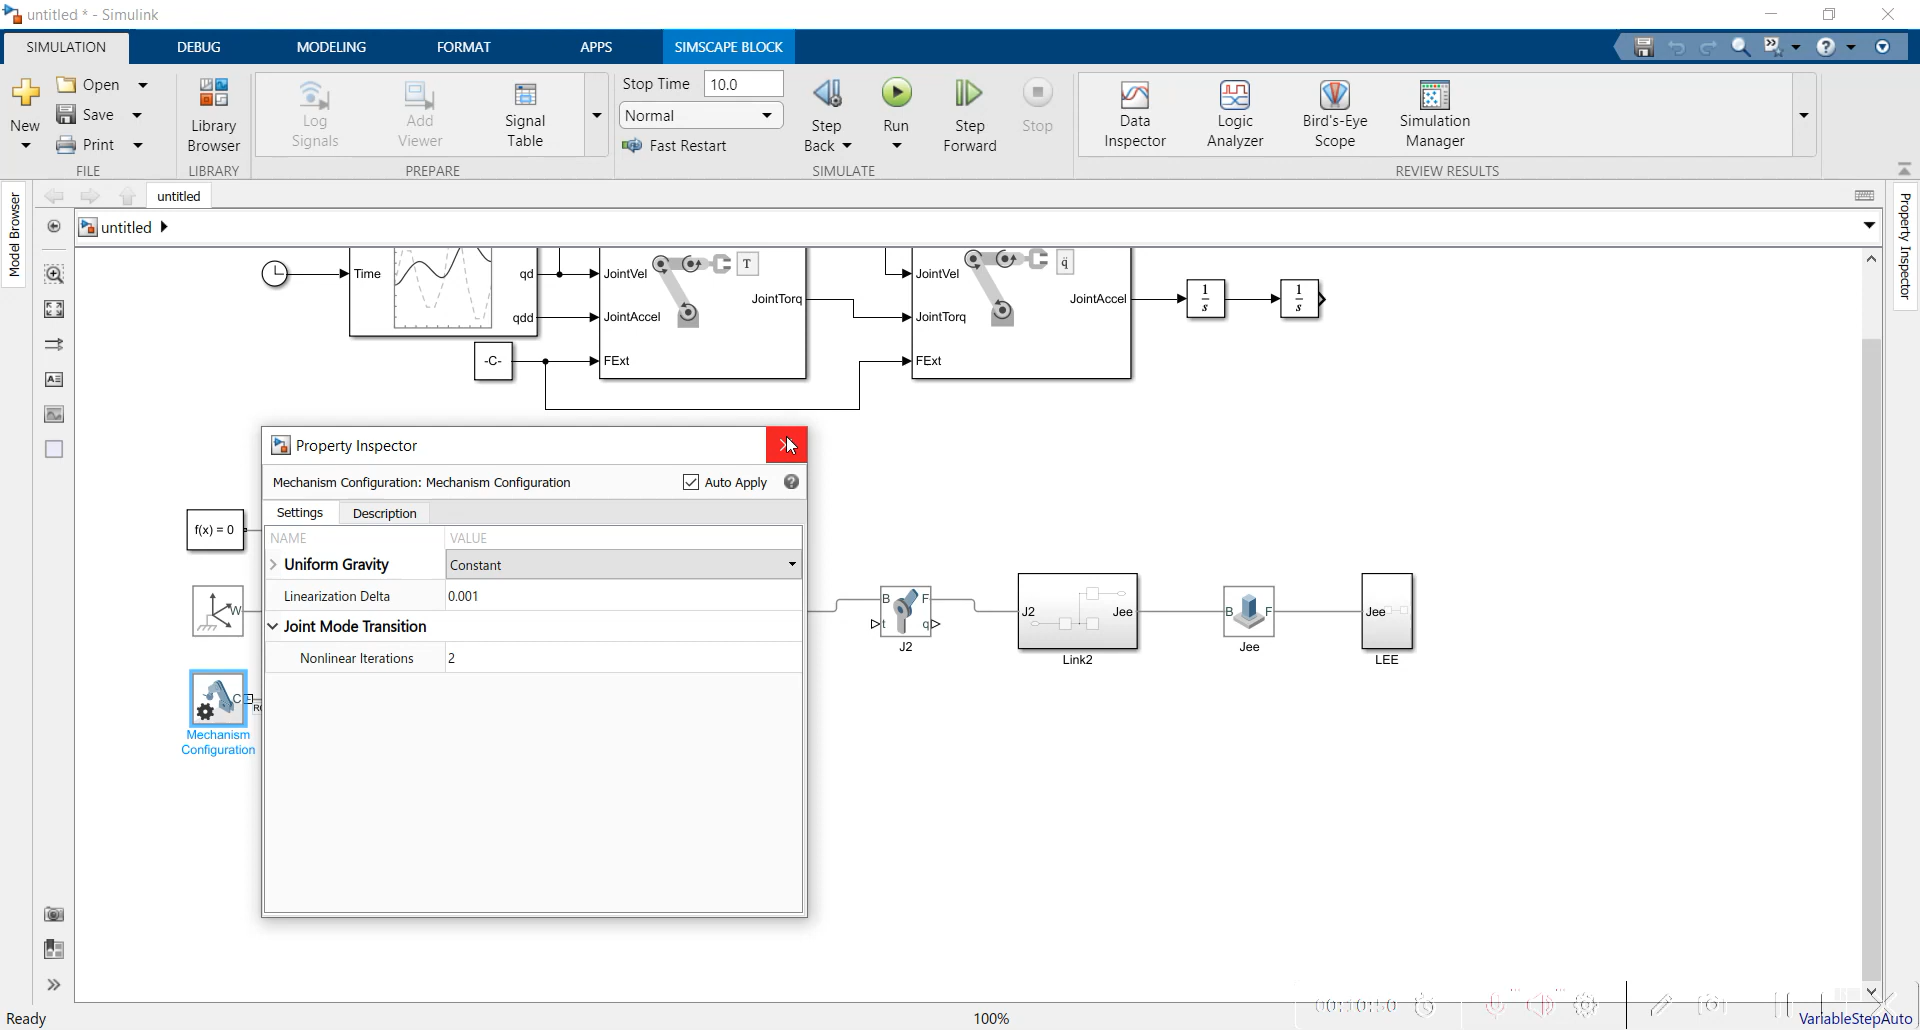 untitled * - Simulink
SIMULATION DEBUG MODELING FORMAT APPS SIMSCAPE BLOCK
New
Open
Save
Print
FILE
Library Browser
LIBRARY
Log Signals
Add Viewer
Signal Table
PREPARE
Stop Time 10.0
Normal
Fast Restart
Step Back
Run
Step Forward
Stop
SIMULATE
Data Inspector
Logic Analyzer
Bird's-Eye Scope
Simulation Manager
REVIEW RESULTS
Model Browser
untitled
untitled
Property Inspector
Time
qd
qdd
JointVel
JointAccel
FExt
T
JointTorq
JointVel
JointTorq
FExt
q̈
JointAccel
1
s
1
s
-C-
Property Inspector
Mechanism Configuration: Mechanism Configuration Auto Apply
Settings Description
NAME VALUE
Uniform Gravity Constant
Linearization Delta 0.001
Joint Mode Transition
Nonlinear Iterations 2
f(x) = 0
W
C
Mechanism
Configuration
B F
t q
J2
J2 Jee
Link2
B F
Jee
Jee
LEE
00:10:50
Ready 100% VariableStepAuto